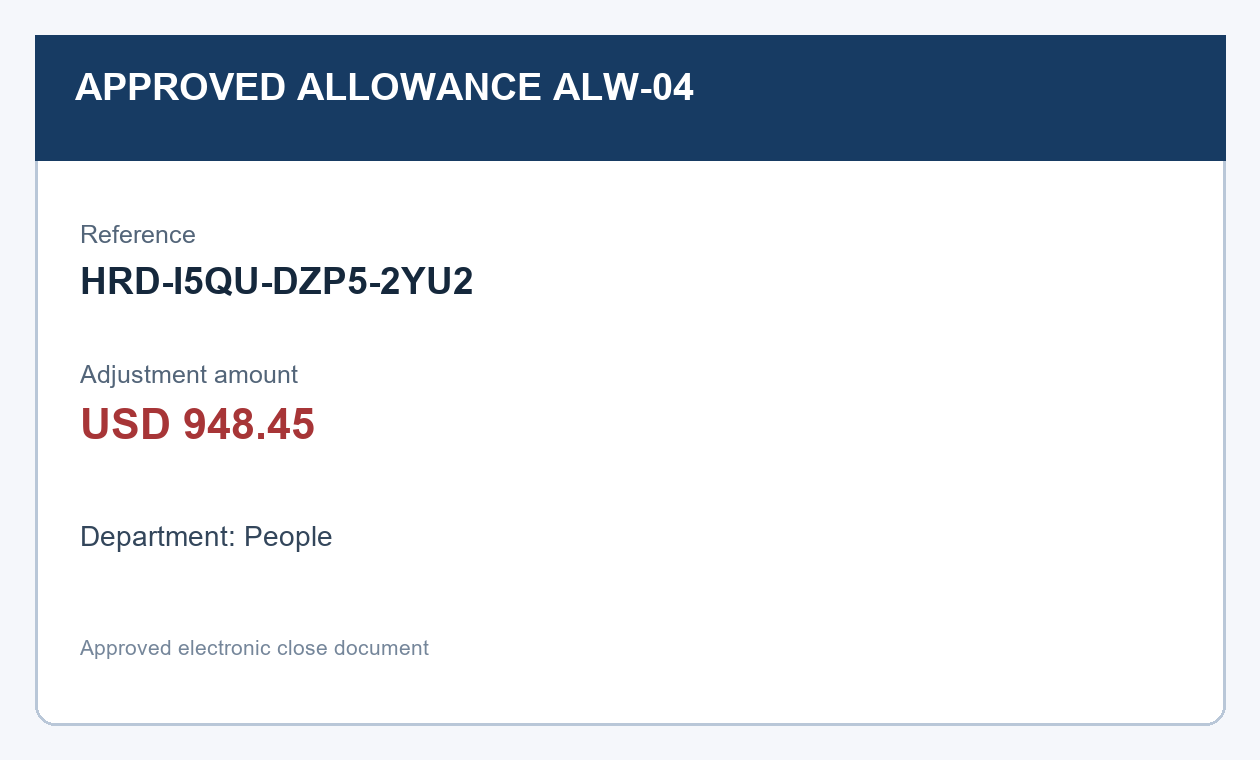 APPROVED ALLOWANCE ALW-04
Reference
HRD-I5QU-DZP5-2YU2
Adjustment amount
USD 948.45
Department: People
Approved electronic close document